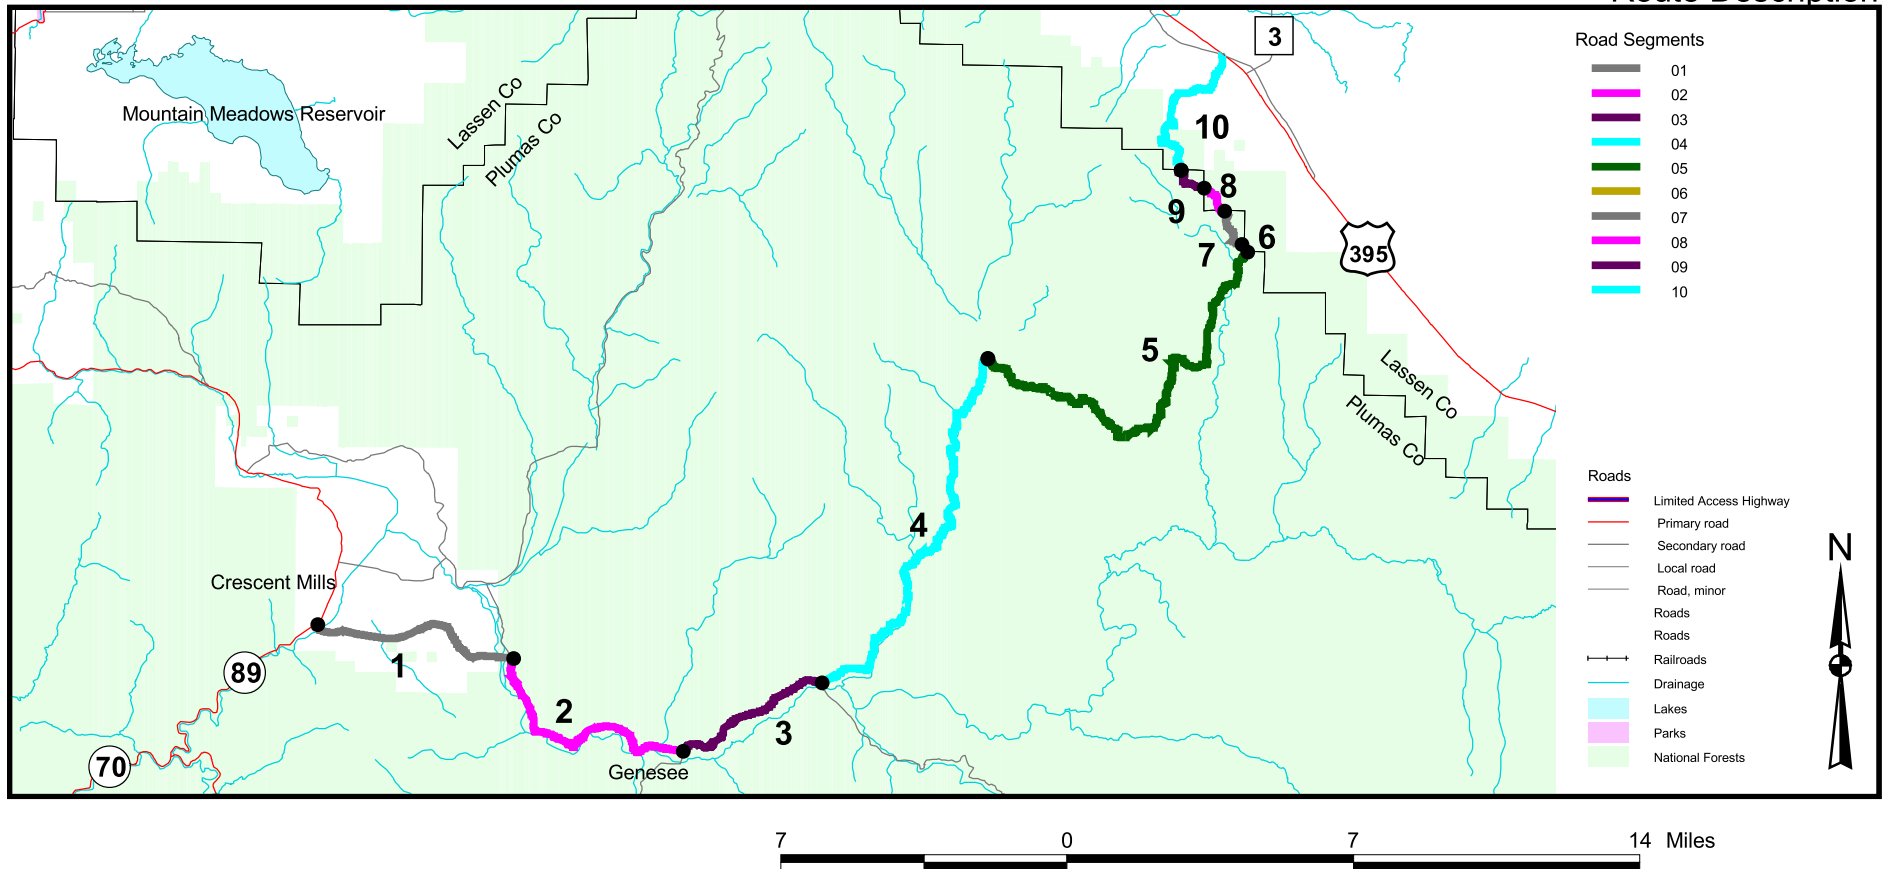 Route Description
Mountain Meadows Reservoir
Lassen Co
Plumas Co
3
10
8
9
6
7
395
5
Lassen Co
Plumas Co
4
Crescent Mills
1
89
2
3
Genesee
70
Road Segments
01
02
03
04
05
06
07
08
09
10
Roads
Limited Access Highway
Primary road
Secondary road
Local road
Road, minor
Roads
Roads
Railroads
Drainage
Lakes
Parks
National Forests
N
7 0 7 14 Miles